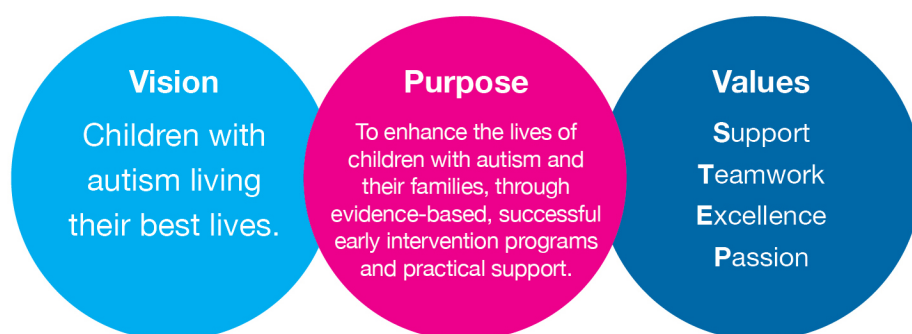 Vision
Children with
autism living
their best lives.
Purpose
To enhance the lives of
children with autism and
their families, through
evidence-based, successful
early intervention programs
and practical support.
Values
Support
Teamwork
Excellence
Passion